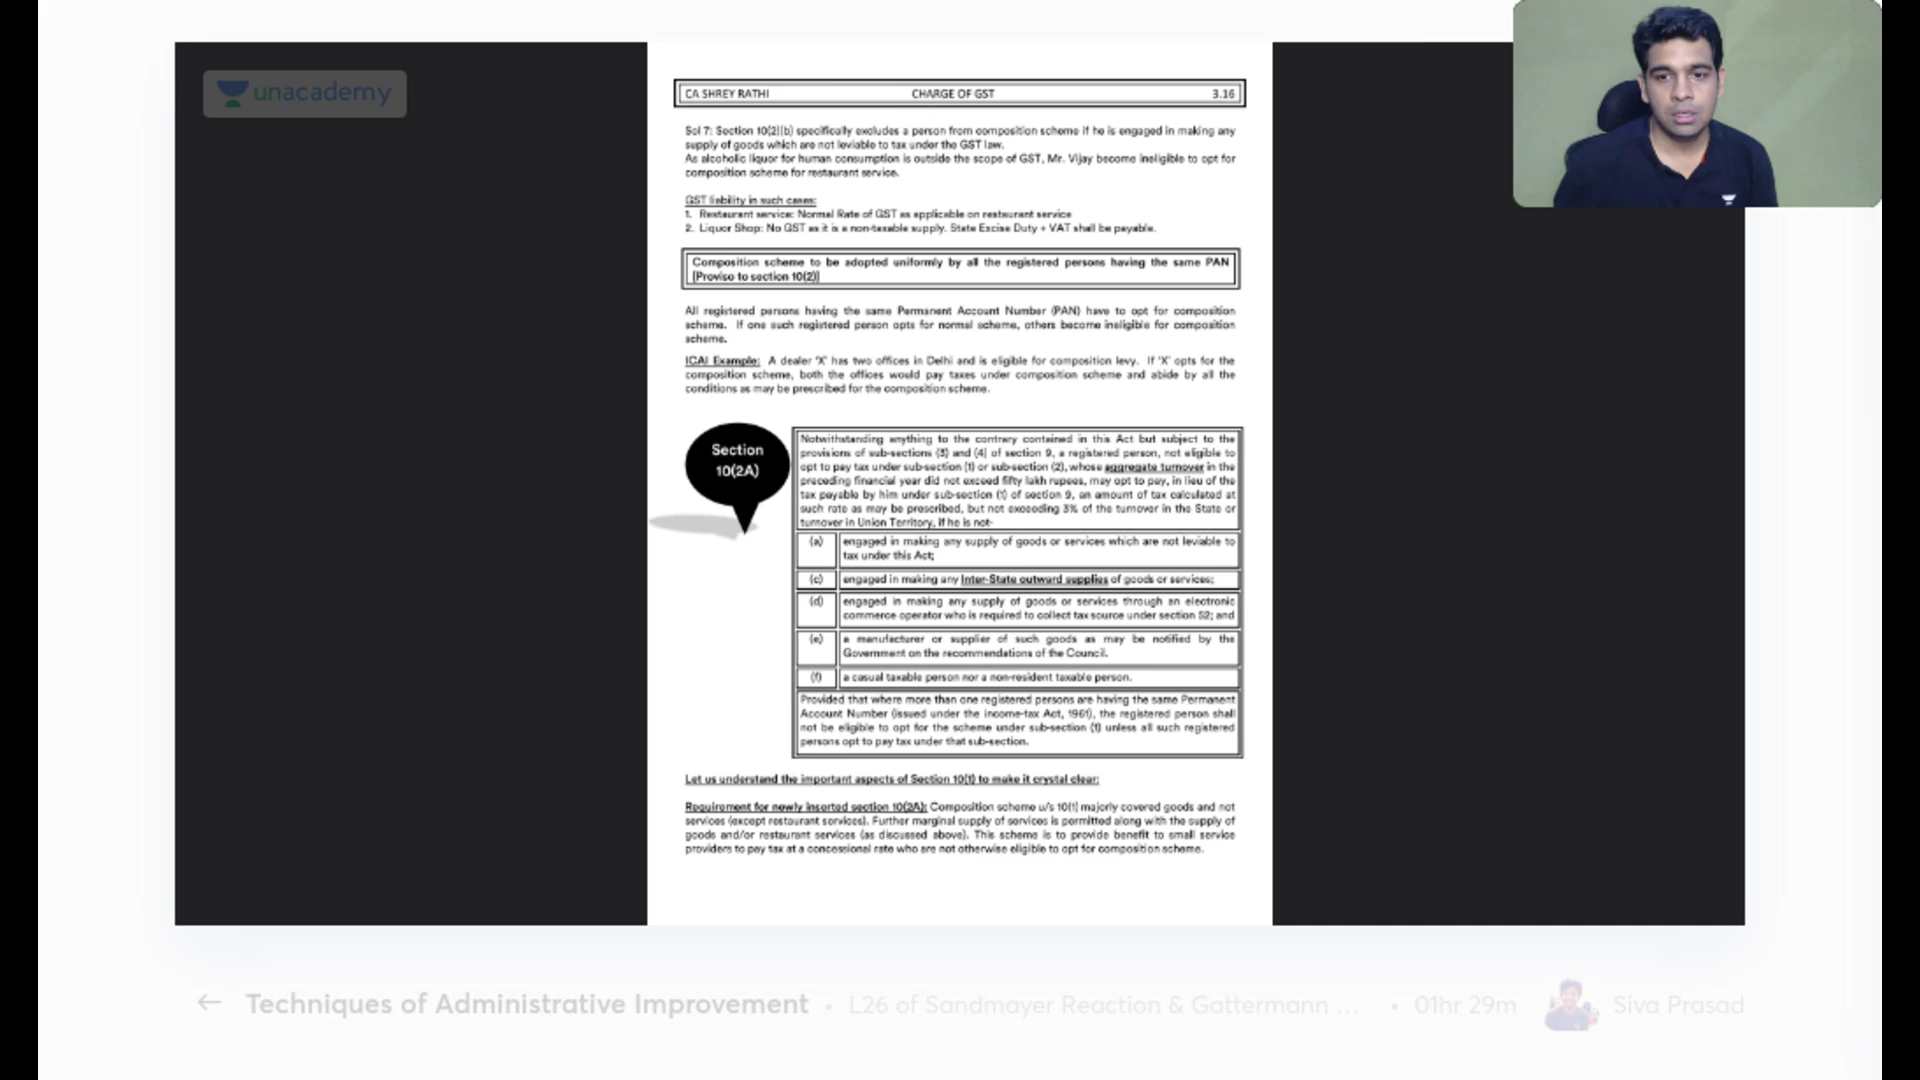 unacademy
CA SHREY RATHI CHARGE OF GST 3.16
Sol 7: Section 10(2)(b) specifically excludes a person from composition scheme if he is engaged in making any
supply of goods which are not leviable to tax under the GST law.
As alcoholic liquor for human consumption is outside the scope of GST, Mr. Vijay become ineligible to opt for
composition scheme for restaurant service.
GST liability in such cases:
1. Restaurant service: Normal Rate of GST as applicable on restaurant service
2. Liquor Shop: No GST as it is a non-taxable supply. State Excise Duty + VAT shall be payable.
Composition scheme to be adopted uniformly by all the registered persons having the same PAN
[Proviso to section 10(2)]
All registered persons having the same Permanent Account Number (PAN) have to opt for composition
scheme. If one such registered person opts for normal scheme, others become ineligible for composition
scheme.
ICAI Example: A dealer 'X' has two offices in Delhi and is eligible for composition levy. If 'X' opts for the
composition scheme, both the offices would pay taxes under composition scheme and abide by all the
conditions as may be prescribed for the composition scheme.
Section
10(2A)
Notwithstanding anything to the contrary contained in this Act but subject to the
provisions of sub-sections (3) and (4) of section 9, a registered person, not eligible to
opt to pay tax under sub-section (1) or sub-section (2), whose aggregate turnover in the
preceding financial year did not exceed fifty lakh rupees, may opt to pay, in lieu of the
tax payable by him under sub-section (1) of section 9, an amount of tax calculated at
such rate as may be prescribed, but not exceeding 3% of the turnover in the State or
turnover in Union Territory, if he is not-
(a) engaged in making any supply of goods or services which are not leviable to
tax under this Act;
(c) engaged in making any Inter-State outward supplies of goods or services;
(d) engaged in making any supply of goods or services through an electronic
commerce operator who is required to collect tax source under section 52; and
(e) a manufacturer or supplier of such goods as may be notified by the
Government on the recommendations of the Council.
(f) a casual taxable person nor a non-resident taxable person.
Provided that where more than one registered persons are having the same Permanent
Account Number (issued under the income-tax Act, 1961), the registered person shall
not be eligible to opt for the scheme under sub-section (1) unless all such registered
persons opt to pay tax under that sub-section.
Let us understand the important aspects of Section 10(1) to make it crystal clear:
Requirement for newly inserted section 10(2A): Composition scheme u/s 10(1) majorly covered goods and not
services (except restaurant services). Further marginal supply of services is permitted along with the supply of
goods and/or restaurant services (as discussed above). This scheme is to provide benefit to small service
providers to pay tax at a concessional rate who are not otherwise eligible to opt for composition scheme.
← Techniques of Administrative Improvement • L26 of Sandmayer Reaction & Gattermann ... • 01hr 29m Siva Prasad